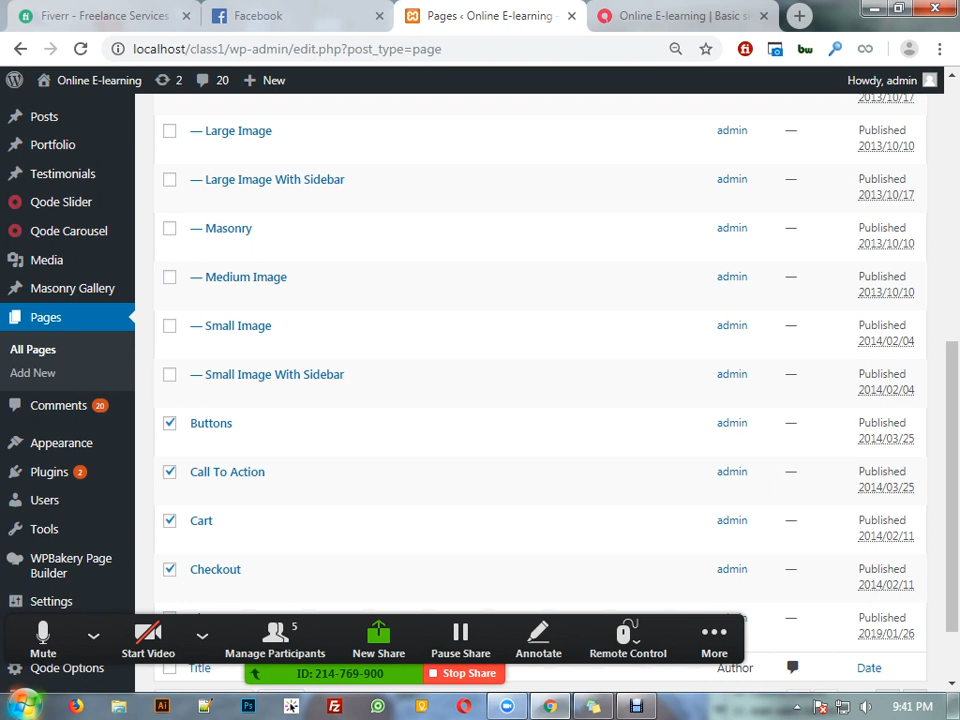 Fiverr - Freelance Services
Facebook
Pages ‹ Online E-learning -
Online E-learning | Basic s
localhost/class1/wp-admin/edit.php?post_type=page
bw
Online E-learning
2
20
New
Howdy, admin
Posts
Portfolio
Testimonials
Qode Slider
Qode Carousel
Media
Masonry Gallery
Pages
All Pages
Add New
Comments 20
Appearance
Plugins 2
Users
Tools
WPBakery Page
Builder
Settings
Qode Options
2013/10/17
— Large Image
admin
—
Published
2013/10/10
— Large Image With Sidebar
admin
—
Published
2013/10/17
— Masonry
admin
—
Published
2013/10/10
— Medium Image
admin
—
Published
2013/10/10
— Small Image
admin
—
Published
2014/02/04
— Small Image With Sidebar
admin
—
Published
2014/02/04
Buttons
admin
—
Published
2014/03/25
Call To Action
admin
—
Published
2014/03/25
Cart
admin
—
Published
2014/02/11
Checkout
admin
—
Published
2014/02/11
Published
2019/01/26
Title
Author
Date
Mute
Start Video
5
Manage Participants
New Share
Pause Share
Annotate
Remote Control
More
ID: 214-769-900
Stop Share
Ai
Ps
Fz
9:41 PM